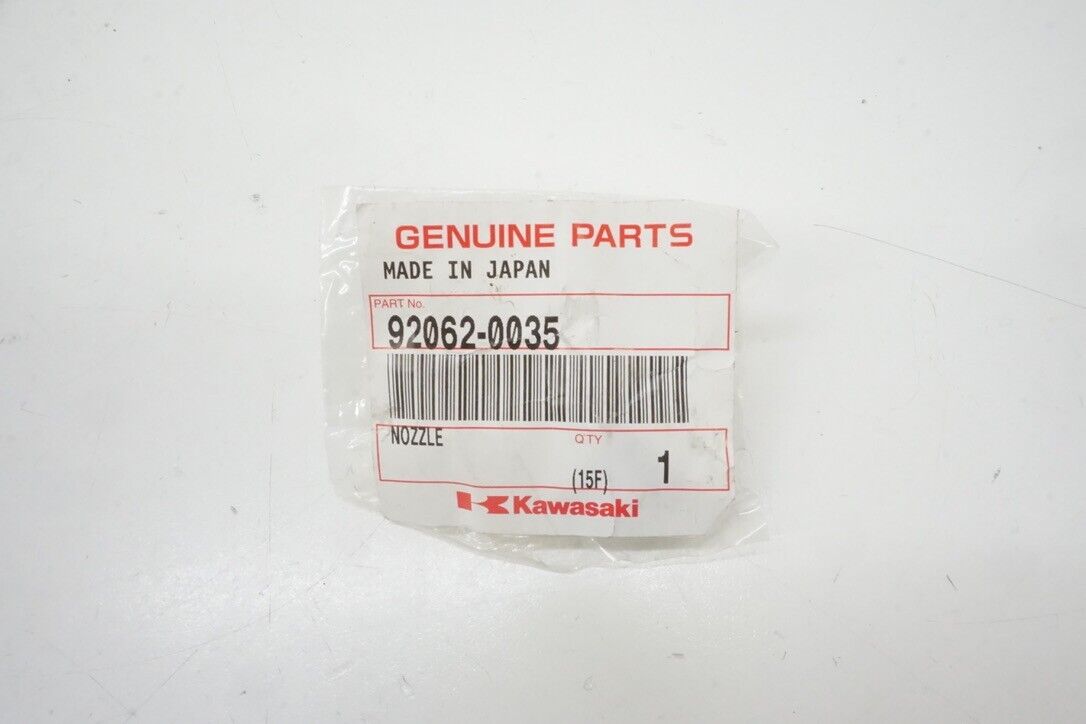 GENUINE PARTS
MADE IN JAPAN
PART No.
92062-0035
NOZZLE
QTY
(15F)
1
Kawasaki